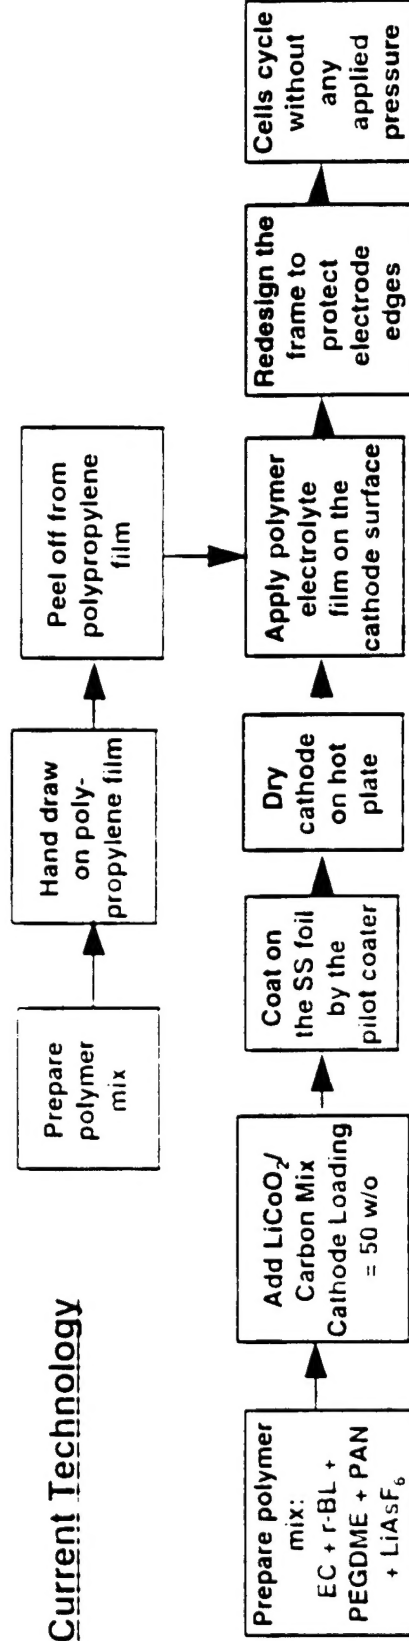 Current Technology
Prepare
polymer
mix
Hand draw
on poly-
propylene film
Peel off from
polypropylene
film
Prepare polymer
mix:
EC + r-BL +
PEGDME + PAN
+ LiAsF₆
Add LiCoO₂/
Carbon Mix
Cathode Loading
= 50 w/o
Coat on
the SS foil
by the
pilot coater
Dry
cathode
on hot
plate
Apply polymer
electrolyte
film on the
cathode surface
Redesign the
frame to
protect
electrode
edges
Cells cycle
without
any
applied
pressure